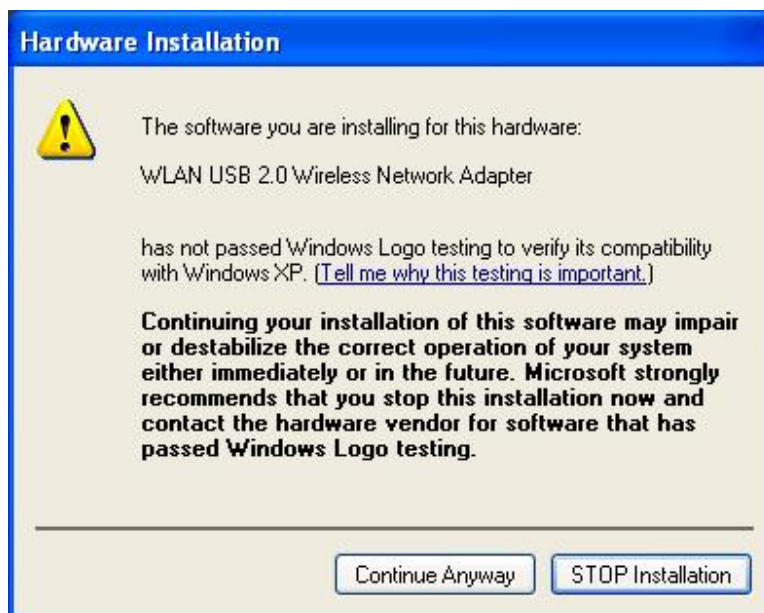 Hardware Installation
The software you are installing for this hardware:
WLAN USB 2.0 Wireless Network Adapter
has not passed Windows Logo testing to verify its compatibility
with Windows XP. (Tell me why this testing is important.)
Continuing your installation of this software may impair
or destabilize the correct operation of your system
either immediately or in the future. Microsoft strongly
recommends that you stop this installation now and
contact the hardware vendor for software that has
passed Windows Logo testing.
Continue Anyway
STOP Installation